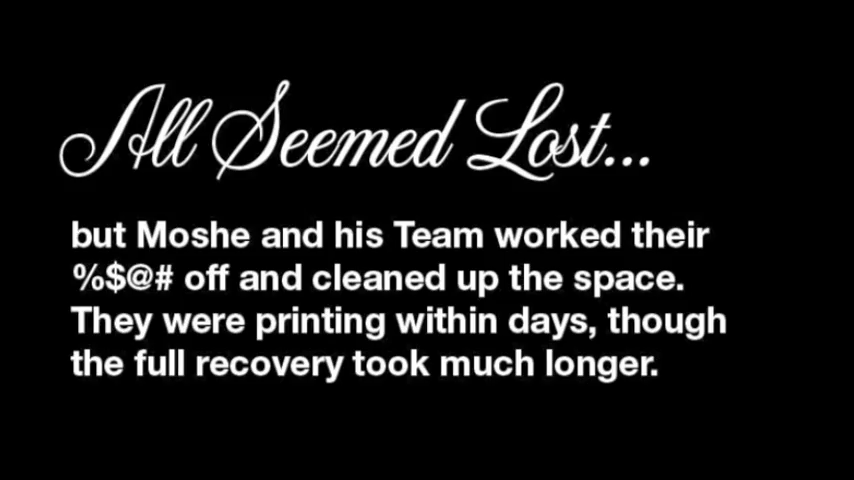 All Seemed Lost...
but Moshe and his Team worked their
%$@# off and cleaned up the space.
They were printing within days, though
the full recovery took much longer.